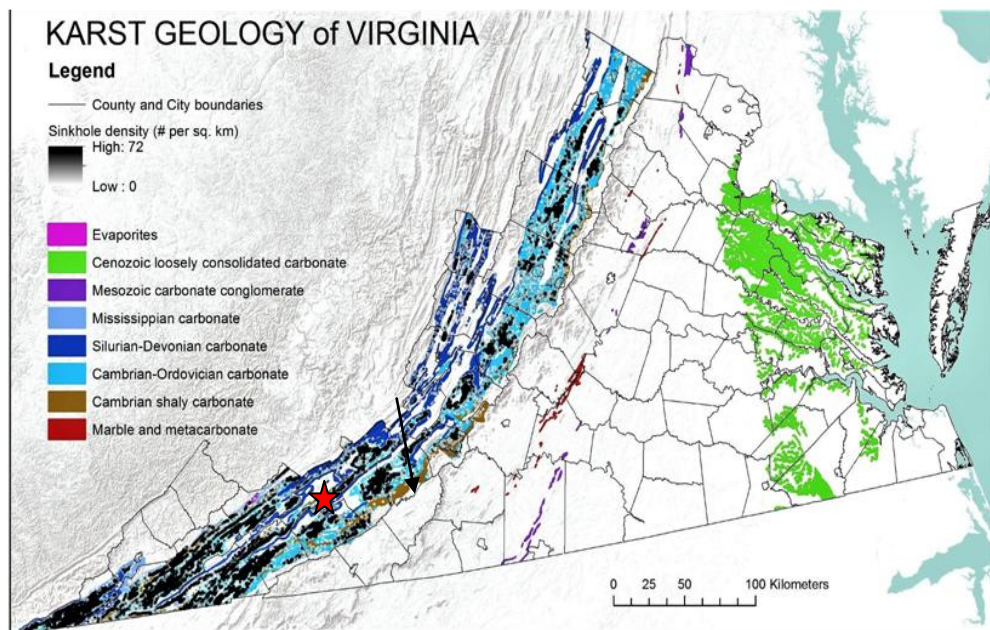 KARST GEOLOGY of VIRGINIA
Legend
County and City boundaries
Sinkhole density (# per sq. km)
High: 72
Low : 0
Evaporites
Cenozoic loosely consolidated carbonate
Mesozoic carbonate conglomerate
Mississippian carbonate
Silurian-Devonian carbonate
Cambrian-Ordovician carbonate
Cambrian shaly carbonate
Marble and metacarbonate
0 25 50 100 Kilometers